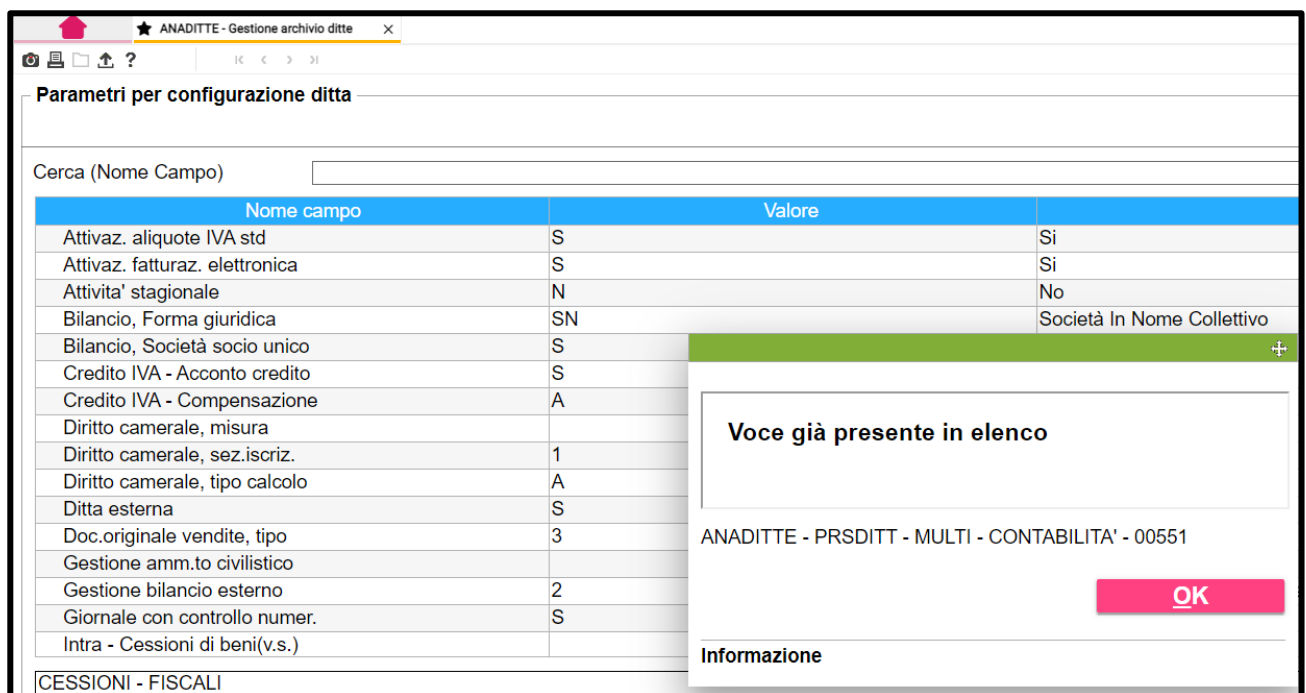 ANADITTE - Gestione archivio ditte
Parametri per configurazione ditta
Cerca (Nome Campo)
Nome campo Valore
Attivaz. aliquote IVA std S Si
Attivaz. fatturaz. elettronica S Si
Attivita' stagionale N No
Bilancio, Forma giuridica SN Società In Nome Collettivo
Bilancio, Società socio unico S
Credito IVA - Acconto credito S
Credito IVA - Compensazione A
Diritto camerale, misura
Diritto camerale, sez.iscriz. 1
Diritto camerale, tipo calcolo A
Ditta esterna S
Doc.originale vendite, tipo 3
Gestione amm.to civilistico
Gestione bilancio esterno 2
Giornale con controllo numer. S
Intra - Cessioni di beni(v.s.)
CESSIONI - FISCALI
Voce già presente in elenco
ANADITTE - PRSDITT - MULTI - CONTABILITA' - 00551
OK
Informazione